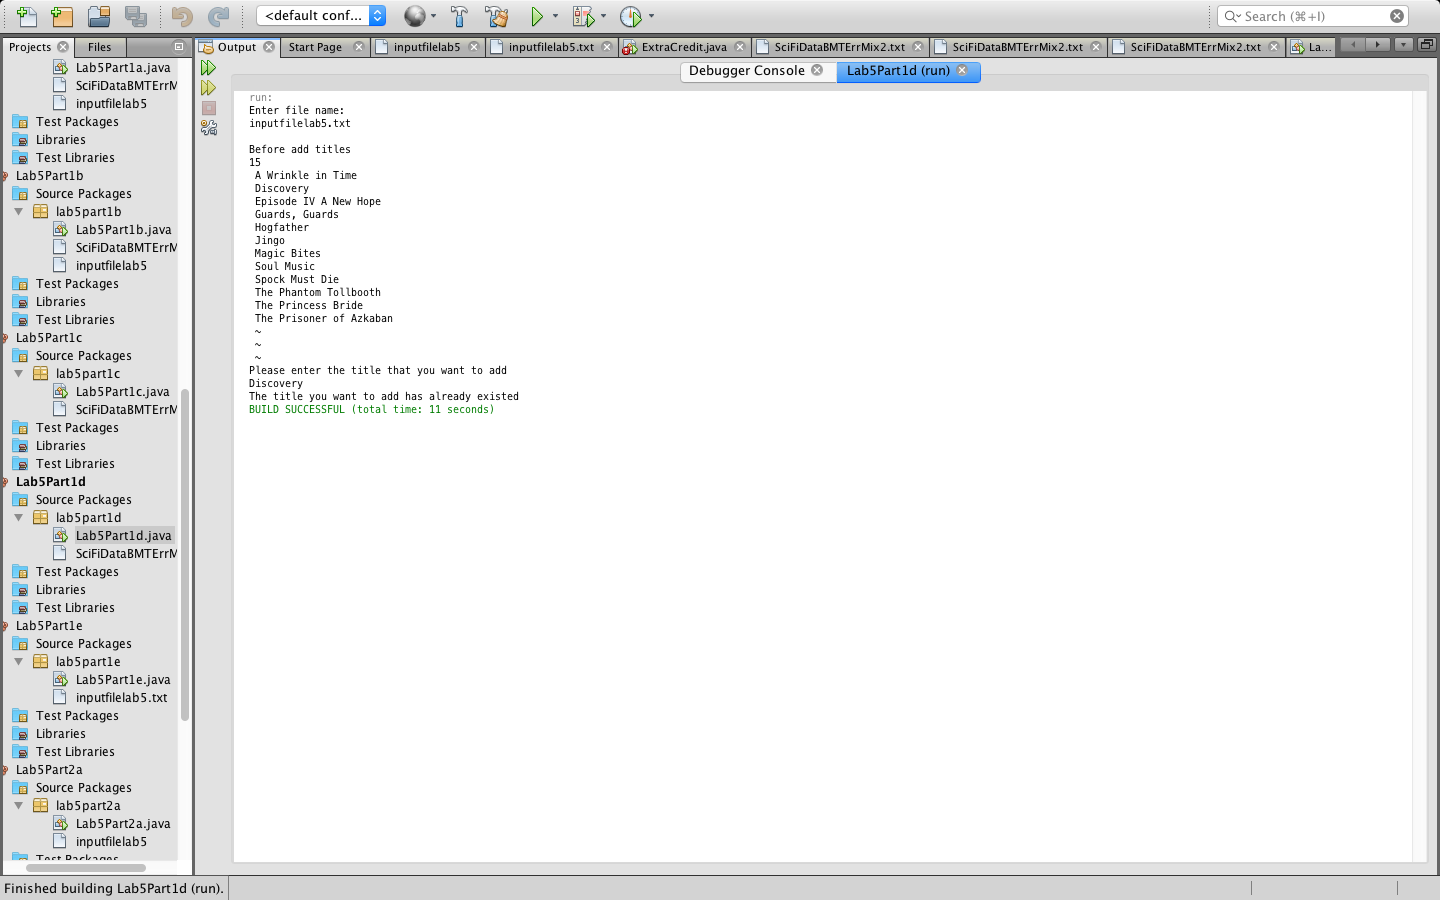 <default conf...
Search (⌘+I)
Projects
Files
Output
Start Page
inputfilelab5
inputfilelab5.txt
ExtraCredit.java
SciFiDataBMTErrMix2.txt
SciFiDataBMTErrMix2.txt
SciFiDataBMTErrMix2.txt
La...
Lab5Part1a.java
SciFiDataBMTErrM
inputfilelab5
Test Packages
Libraries
Test Libraries
Lab5Part1b
Source Packages
lab5part1b
Lab5Part1b.java
SciFiDataBMTErrM
inputfilelab5
Test Packages
Libraries
Test Libraries
Lab5Part1c
Source Packages
lab5part1c
Lab5Part1c.java
SciFiDataBMTErrM
Test Packages
Libraries
Test Libraries
Lab5Part1d
Source Packages
lab5part1d
Lab5Part1d.java
SciFiDataBMTErrM
Test Packages
Libraries
Test Libraries
Lab5Part1e
Source Packages
lab5part1e
Lab5Part1e.java
inputfilelab5.txt
Test Packages
Libraries
Test Libraries
Lab5Part2a
Source Packages
lab5part2a
Lab5Part2a.java
inputfilelab5
Test Packages
Debugger Console
Lab5Part1d (run)
run:
Enter file name:
inputfilelab5.txt
Before add titles
15
A Wrinkle in Time
Discovery
Episode IV A New Hope
Guards, Guards
Hogfather
Jingo
Magic Bites
Soul Music
Spock Must Die
The Phantom Tollbooth
The Princess Bride
The Prisoner of Azkaban
~
~
~
Please enter the title that you want to add
Discovery
The title you want to add has already existed
BUILD SUCCESSFUL (total time: 11 seconds)
Finished building Lab5Part1d (run).